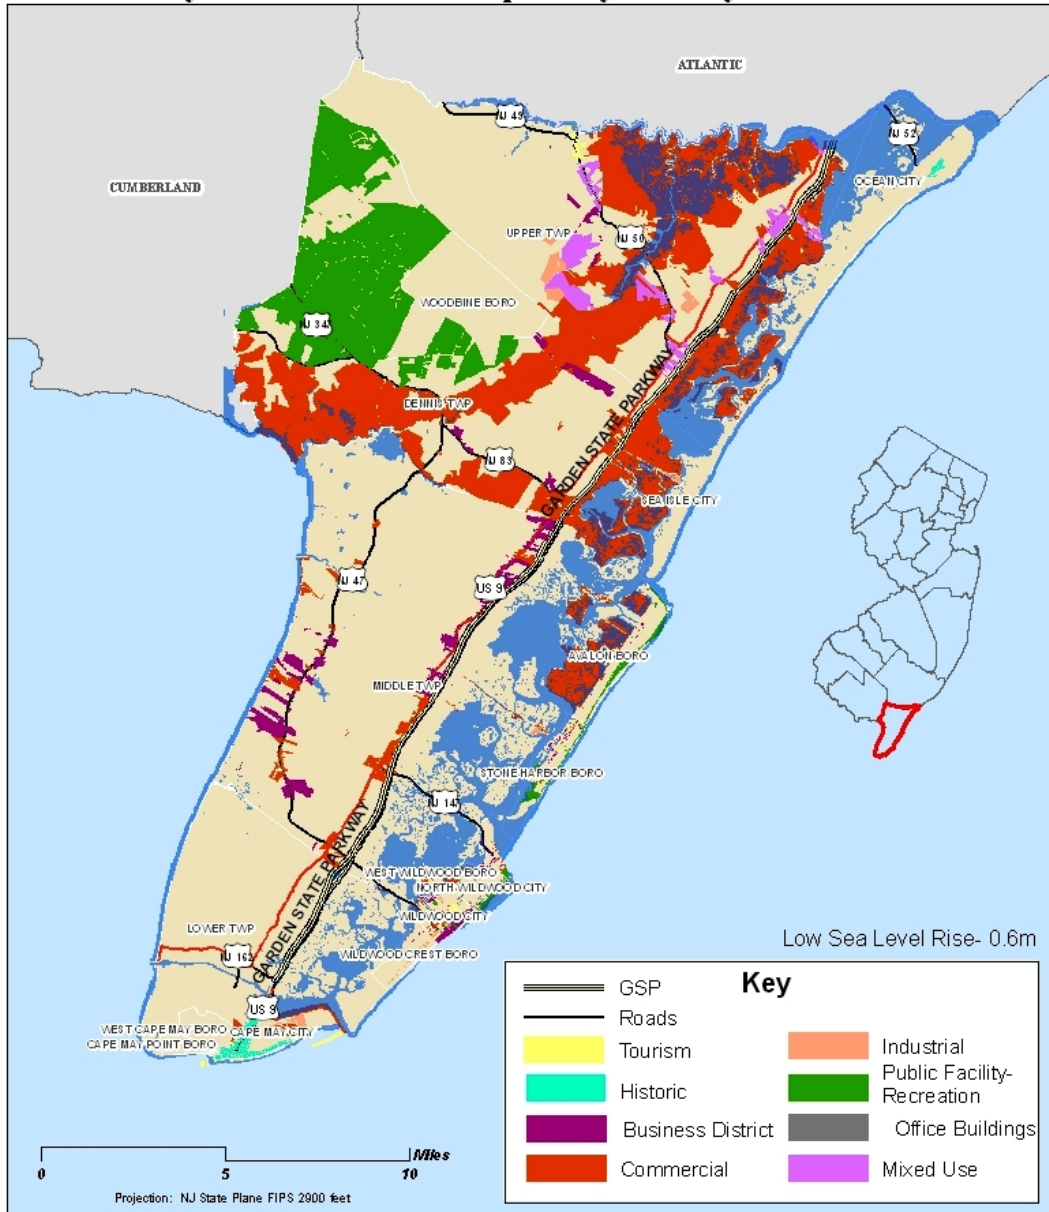 ATLANTIC
NJ 49
NJ 52
CUMBERLAND
OCEAN CITY
UPPER TWP
NJ 50
WOODBINE BORO
NJ 347
GARDEN STATE PARKWAY
DENNIS TWP
NJ 83
SEA ISLE CITY
NJ 47
US 9
AVALON BORO
MIDDLE TWP
STONE HARBOR BORO
NJ 147
GARDEN STATE PARKWAY
WEST WILDWOOD BORO
NORTH WILDWOOD CITY
WILDWOOD CITY
LOWER TWP
NJ 162
WILDWOOD CREST BORO
Low Sea Level Rise- 0.6m
US 9
WEST CAPE MAY BORO
CAPE MAY CITY
CAPE MAY POINT BORO
Key
GSP
Roads
Tourism
Industrial
Historic
Public Facility-
Recreation
Business District
Office Buildings
Commercial
Mixed Use
Miles
0 5 10
Projection: NJ State Plane FIPS 2900 feet